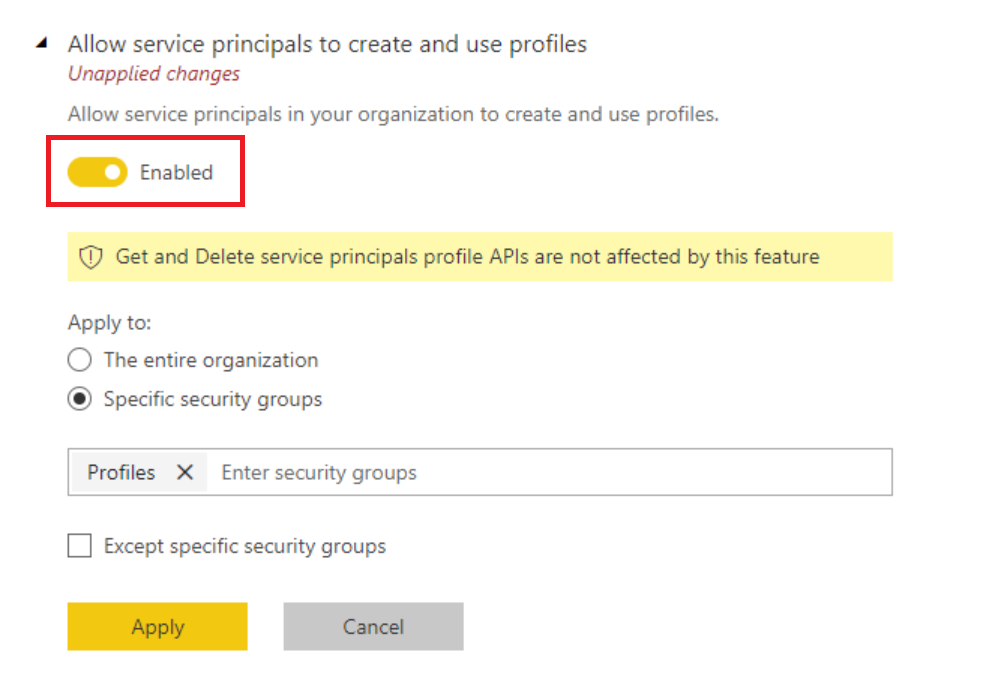 Allow service principals to create and use profiles
Unapplied changes
Allow service principals in your organization to create and use profiles.
Enabled
Get and Delete service principals profile APIs are not affected by this feature
Apply to:
The entire organization
Specific security groups
Profiles Enter security groups
Except specific security groups
Apply Cancel